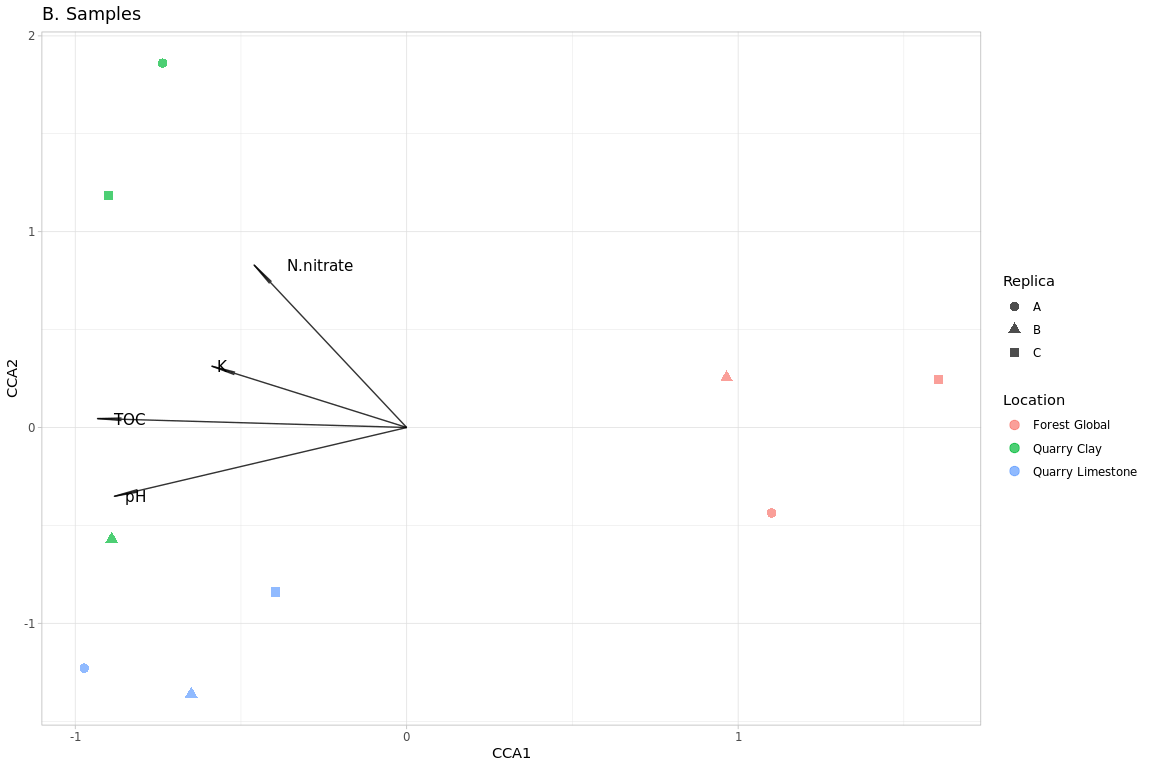 B. Samples
2
1
0
-1
CCA2
N.nitrate
K
TOC
pH
-1
0
1
CCA1
Replica
A
B
C
Location
Forest Global
Quarry Clay
Quarry Limestone